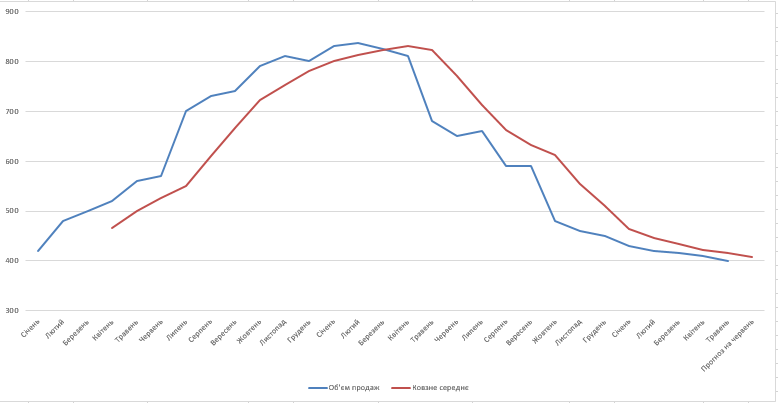 900
800
700
600
500
400
300
Січень
Лютий
Березень
Квітень
Травень
Червень
Липень
Серпень
Вересень
Жовтень
Листопад
Грудень
Січень
Лютий
Березень
Квітень
Травень
Червень
Липень
Серпень
Вересень
Жовтень
Листопад
Грудень
Січень
Лютий
Березень
Квітень
Травень
Прогноз на червень
Об'єм продаж
Ковзне середнє